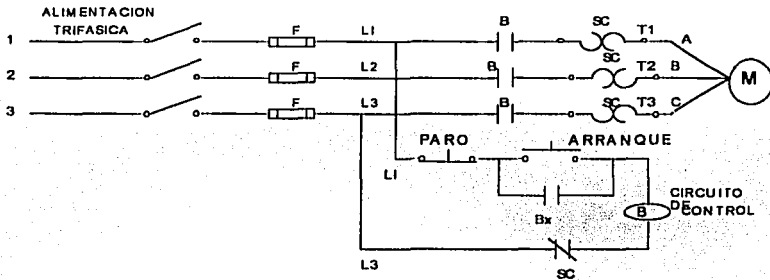 ALIMENTACION
TRIFASICA
1 F L1 B SC T1 A
SC
2 F L2 B T2 B M
3 F L3 B SC T3 C
PARO ARRANQUE
L1
Bx
B
CIRCUITO
DE
CONTROL
L3 SC